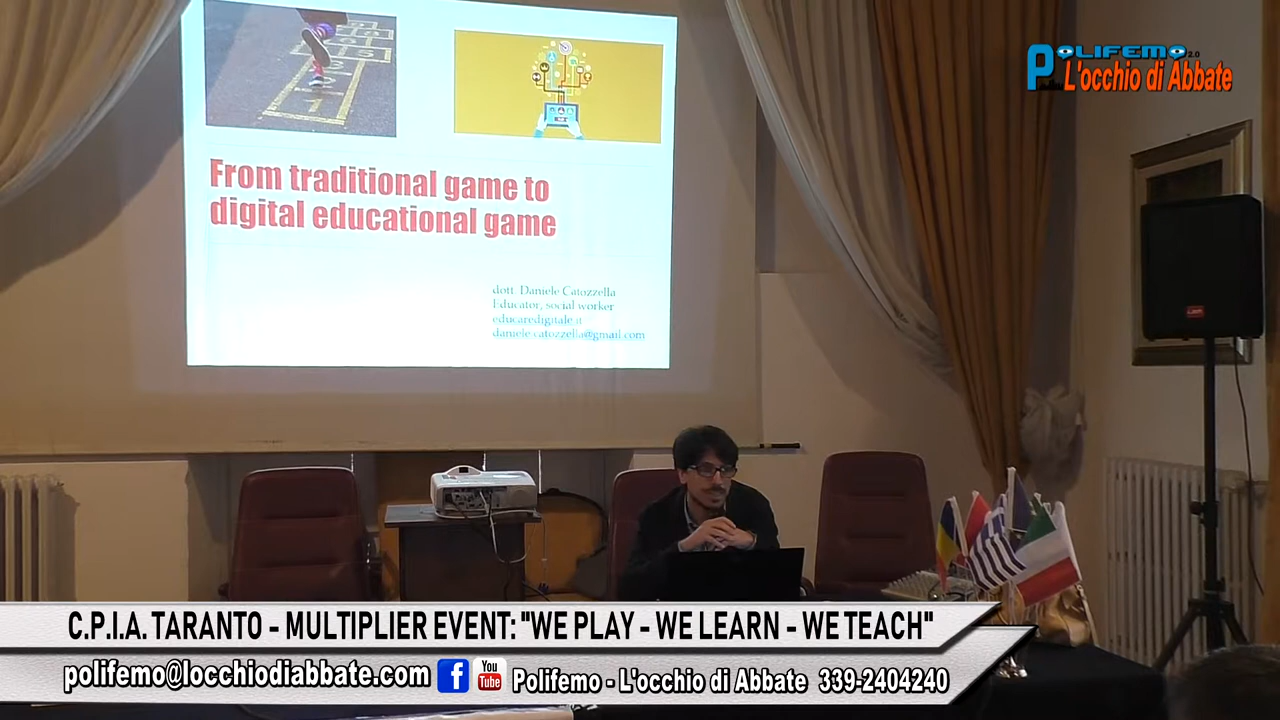 POLIFEMO 2.0
L'occhio di Abbate
From traditional game to
digital educational game
dott. Daniele Catozzella
Educator, social worker
educaredigitale.it
daniele.catozzella@gmail.com
C.P.I.A. TARANTO - MULTIPLIER EVENT: "WE PLAY - WE LEARN - WE TEACH"
polifemo@locchiodiabbate.com f You Tube Polifemo - L'occhio di Abbate 339-2404240